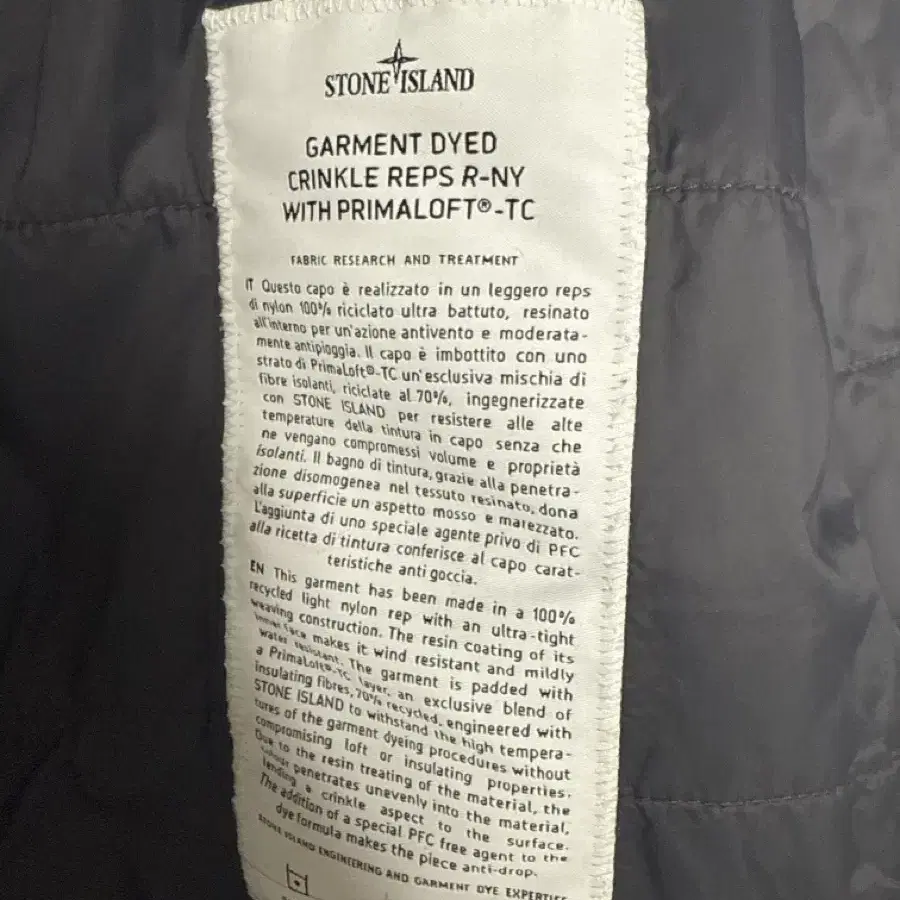 STONE ISLAND
GARMENT DYED
CRINKLE REPS R-NY
WITH PRIMALOFT®-TC
FABRIC RESEARCH AND TREATMENT
IT Questo capo è realizzato in un leggero reps
di nylon 100% riciclato ultra battuto, resinato
all'interno per un'azione antivento e moderata-
mente antipioggia. Il capo è imbottito con uno
strato di PrimaLoft®-TC un'esclusiva mischia di
fibre isolanti, riciclate al 70%, ingegnerizzate
con STONE ISLAND per resistere alle alte
temperature della tintura in capo senza che
ne vengano compromessi volume e proprietà
isolanti. Il bagno di tintura, grazie alla penetra-
zione disomogenea nel tessuto resinato, dona
alla superficie un aspetto mosso e marezzato.
L'aggiunta di uno speciale agente privo di PFC
alla ricetta di tintura conferisce al capo carat-
teristiche anti goccia.
EN This garment has been made in a 100%
recycled light nylon rep with an ultra-tight
weaving construction. The resin coating of its
inner face makes it wind resistant and mildly
water resistant. The garment is padded with
a PrimaLoft®-TC layer, an exclusive blend of
insulating fibres, 70% recycled, engineered with
STONE ISLAND to withstand the high tempera-
tures of the garment dyeing procedures without
compromising loft or insulating properties.
Due to the resin treating of the material, the
colour penetrates unevenly into the material,
lending a crinkle aspect to the surface.
The addition of a special PFC free agent to the
dye formula makes the piece anti-drop.
STONE ISLAND ENGINEERING AND GARMENT DYE EXPERTISE